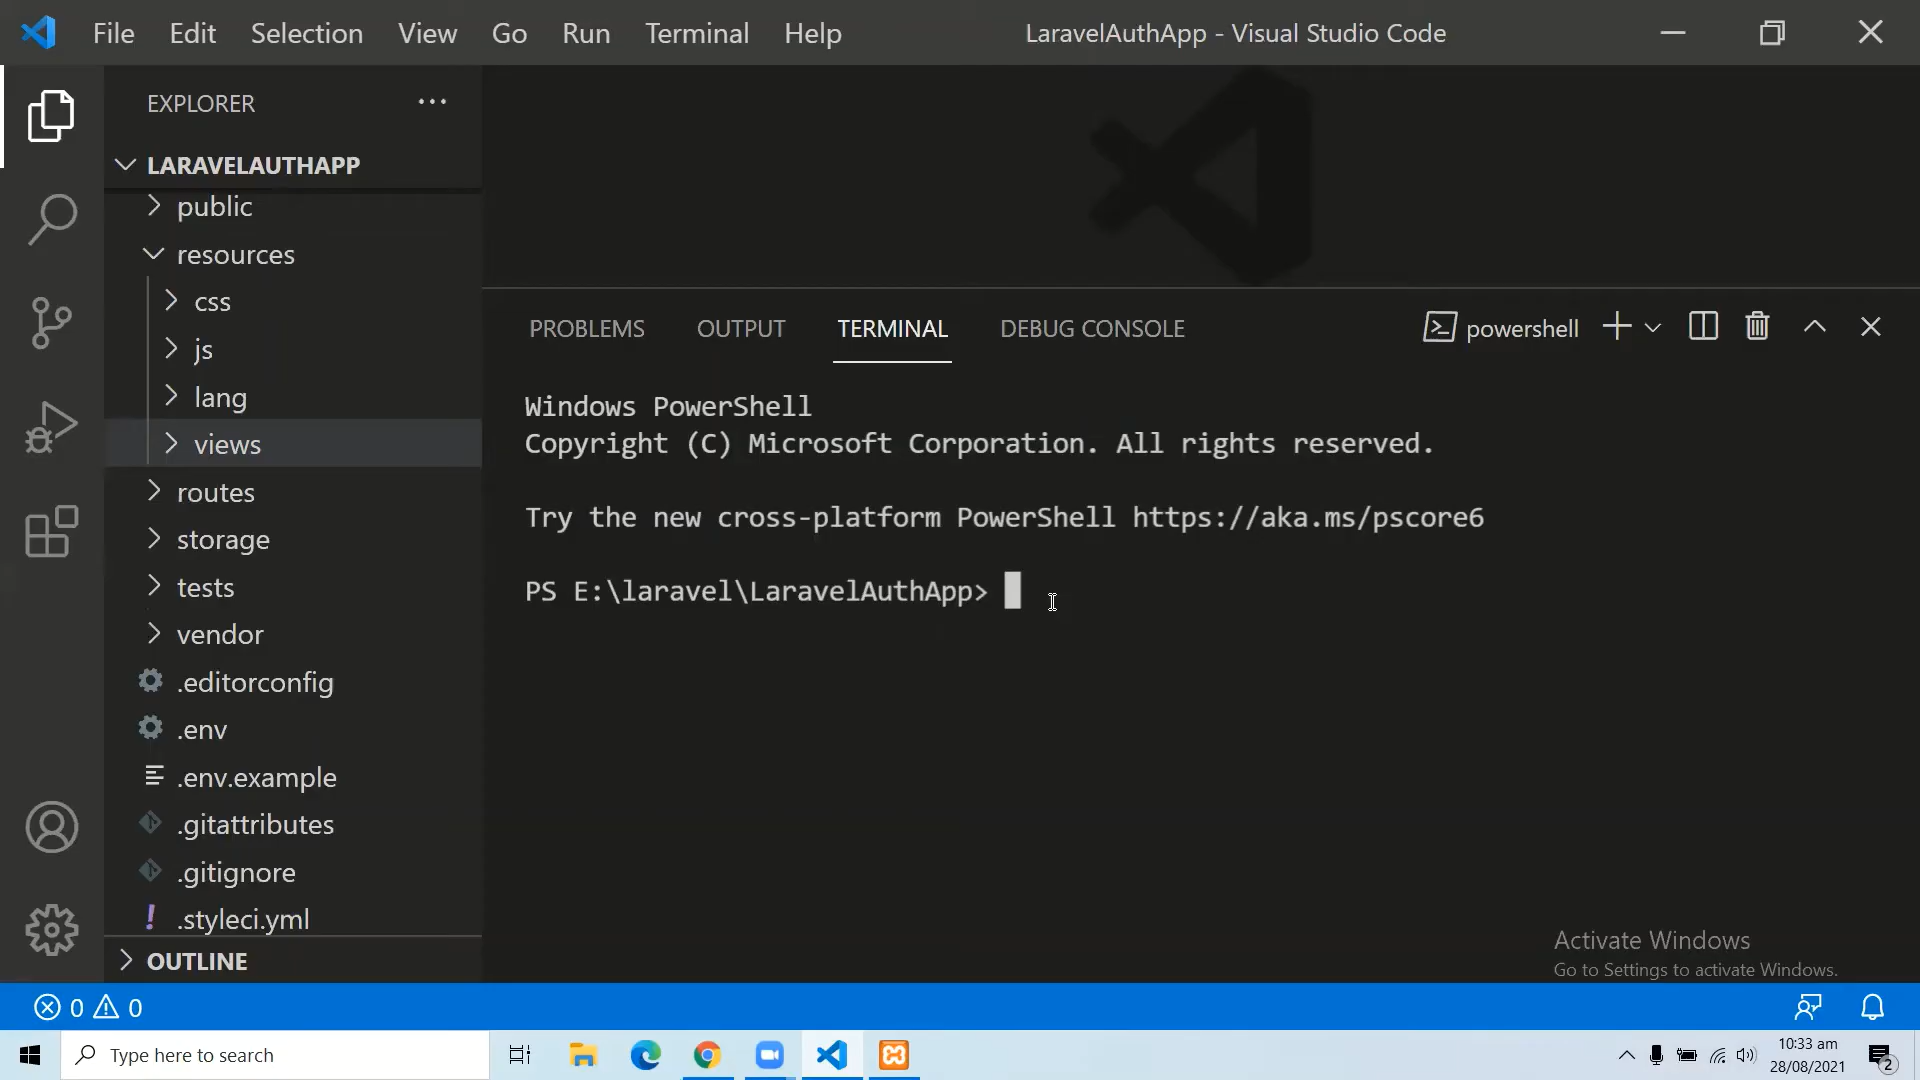 File Edit Selection View Go Run Terminal Help
LaravelAuthApp - Visual Studio Code
EXPLORER
LARAVELAUTHAPP
public
resources
css
js
lang
views
routes
storage
tests
vendor
.editorconfig
.env
.env.example
.gitattributes
.gitignore
! .styleci.yml
OUTLINE
PROBLEMS OUTPUT TERMINAL DEBUG CONSOLE
powershell
Windows PowerShell
Copyright (C) Microsoft Corporation. All rights reserved.
Try the new cross-platform PowerShell https://aka.ms/pscore6
PS E:\laravel\LaravelAuthApp>
Activate Windows
Go to Settings to activate Windows.
0 0
Type here to search
10:33 am
28/08/2021
2